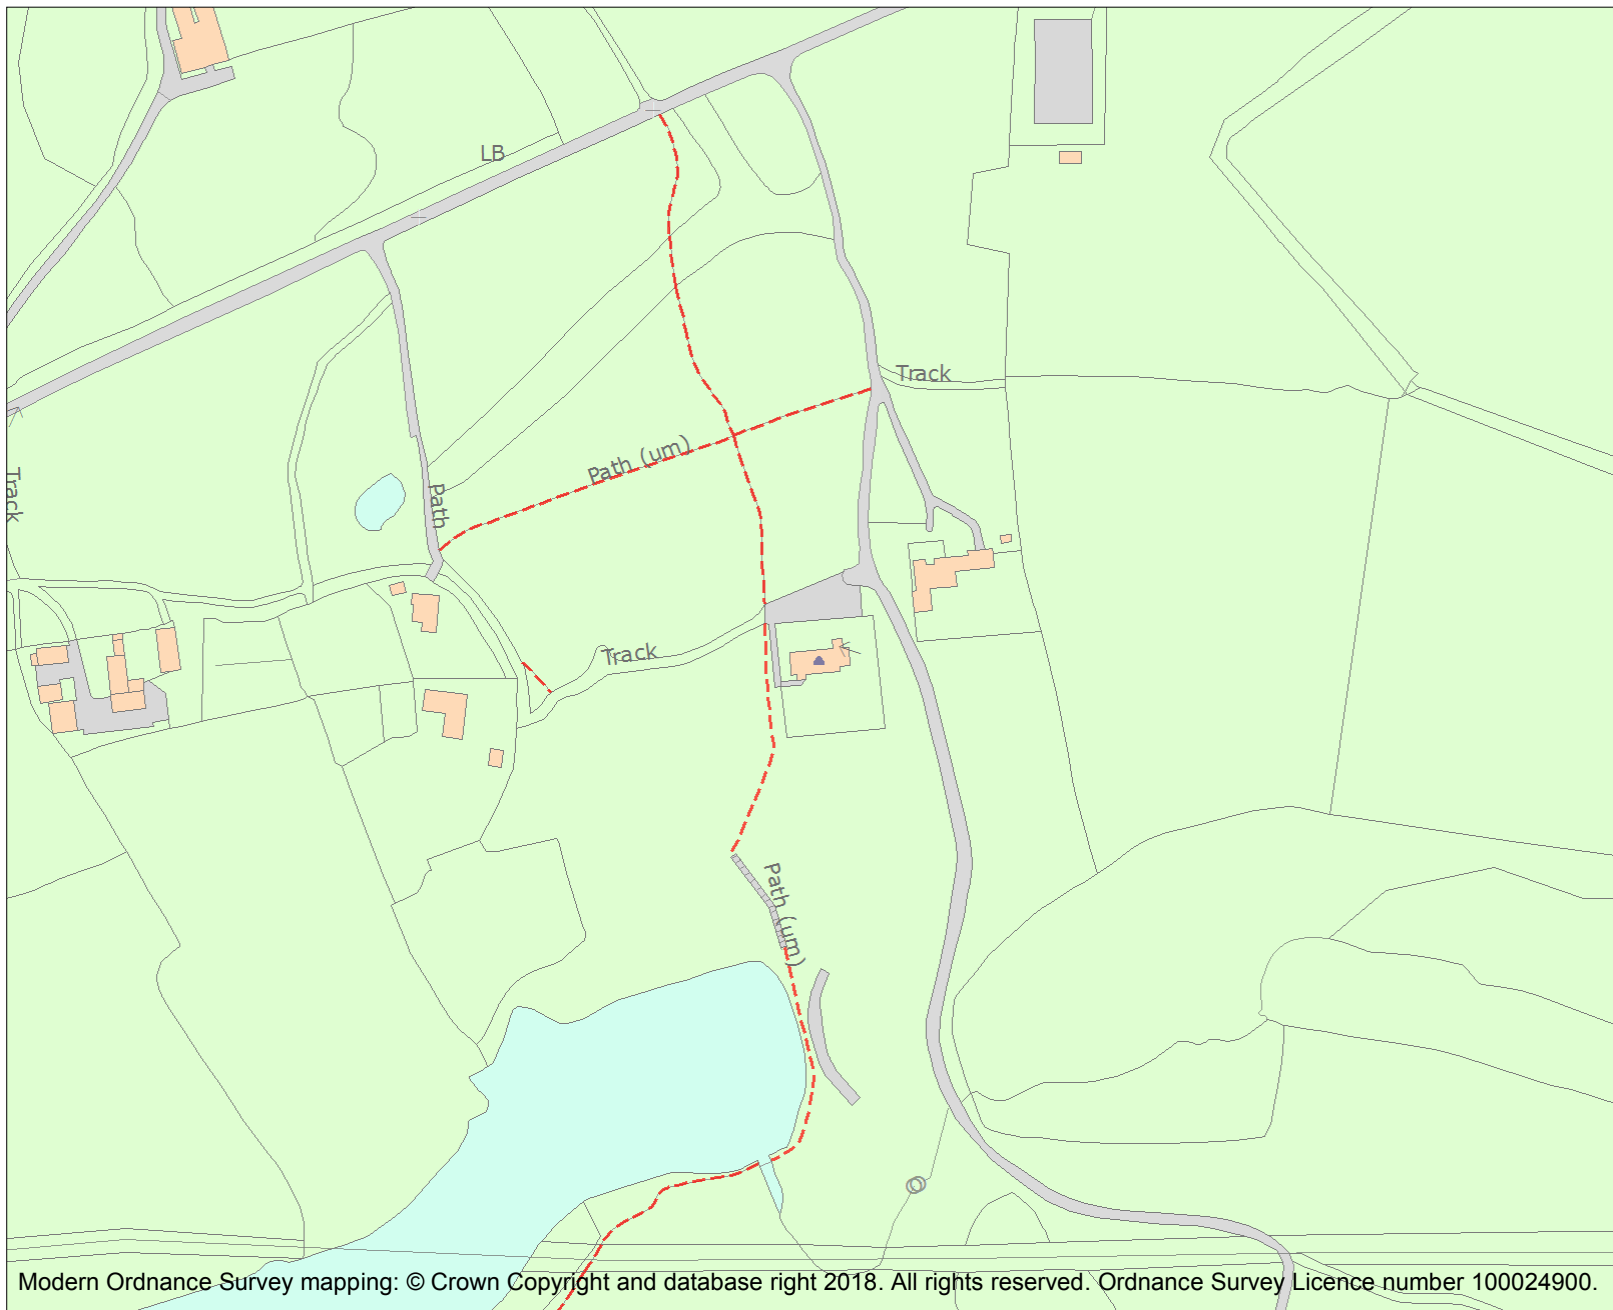 LB
Track
Path (um)
Track
Path
Track
Path (um)
Modern Ordnance Survey mapping: © Crown Copyright and database right 2018. All rights reserved. Ordnance Survey Licence number 100024900.